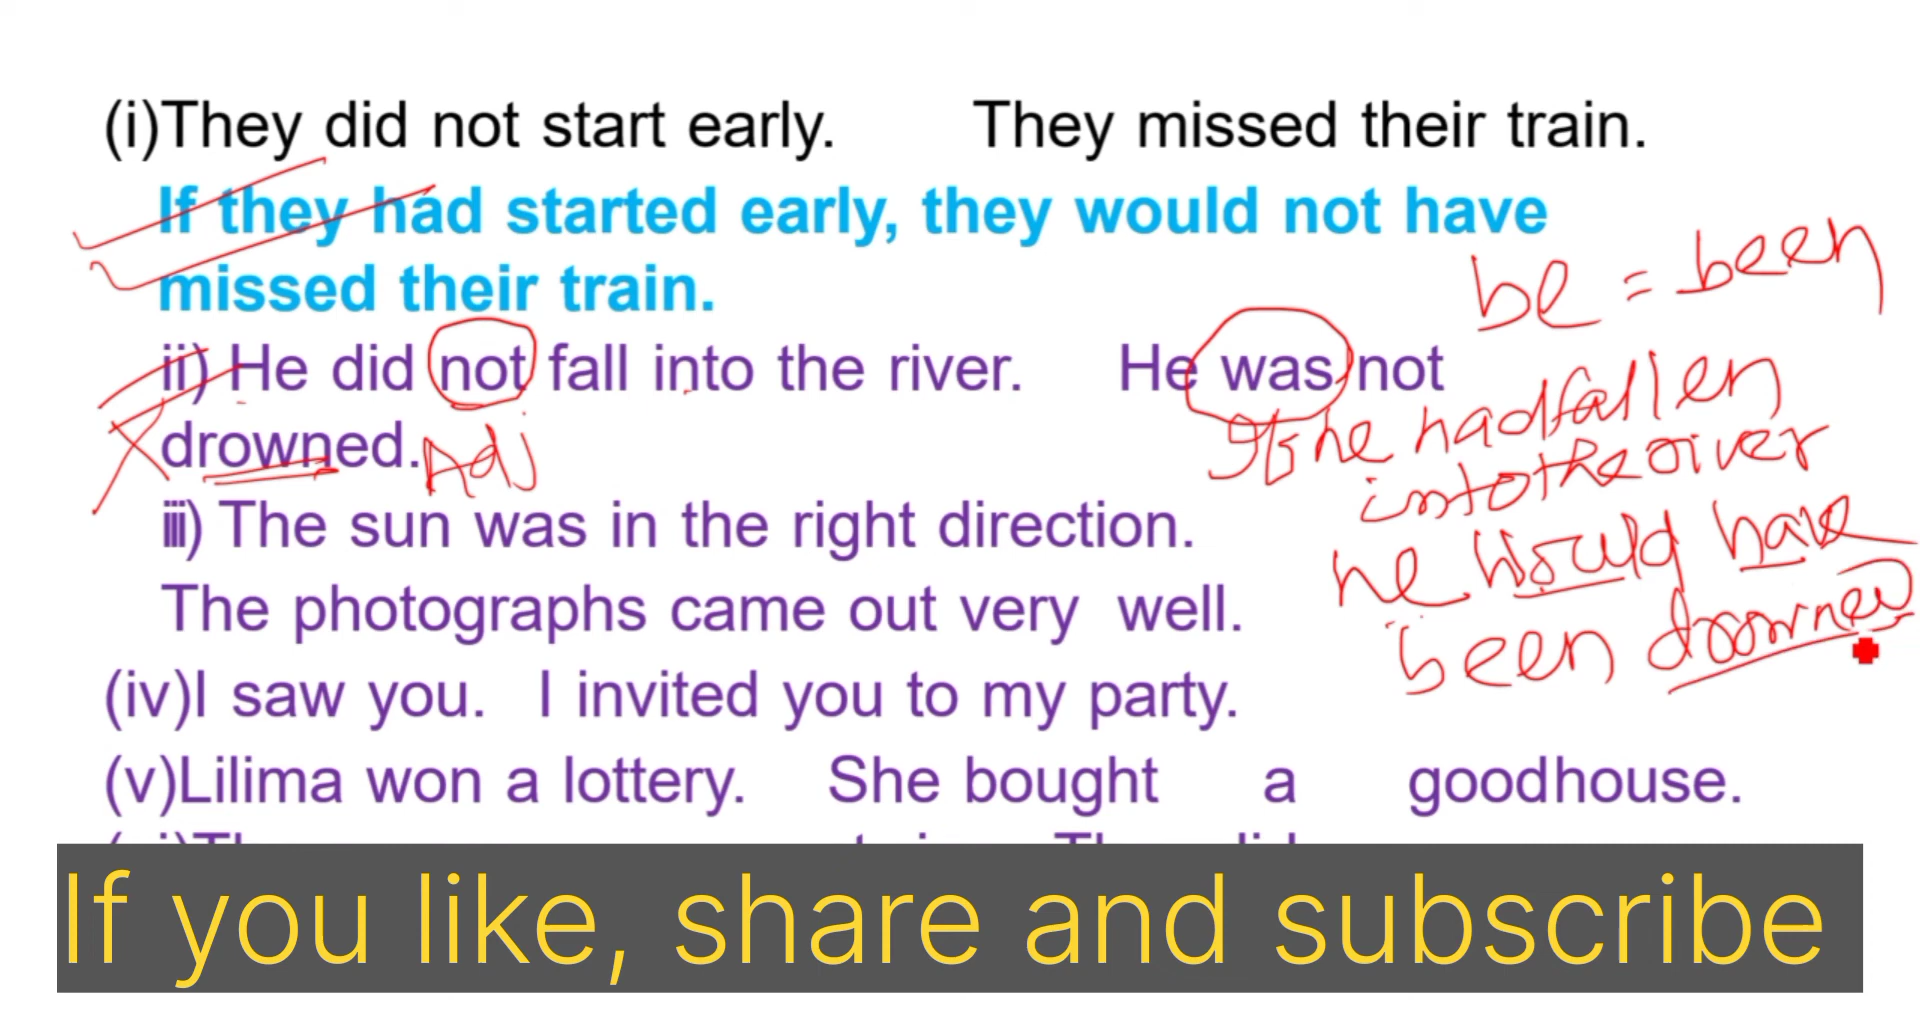 (i)They did not start early. They missed their train.
If they had started early, they would not have
missed their train.
be = been
ii) He did not fall into the river. He was not
drowned. Adj
If he had fallen
into the river
he would have
been drowned
iii) The sun was in the right direction.
The photographs came out very well.
(iv)I saw you. I invited you to my party.
(v)Lilima won a lottery. She bought a goodhouse.
If you like, share and subscribe